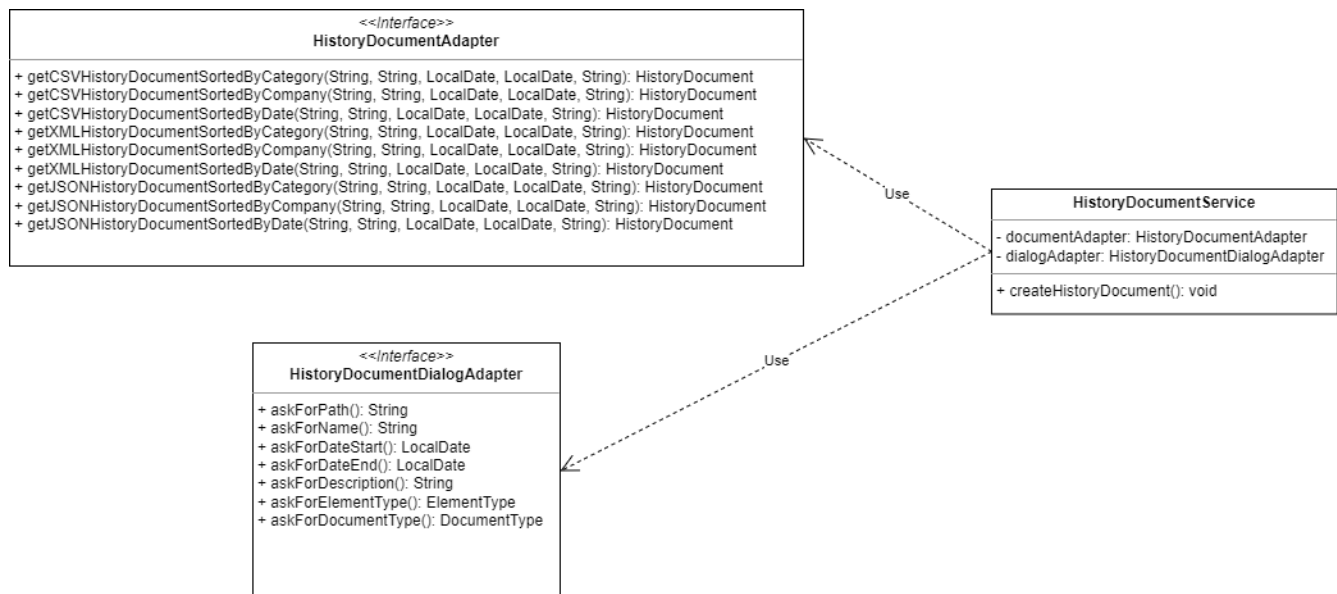 <<Interface>>
HistoryDocumentAdapter
+ getCSVHistoryDocumentSortedByCategory(String, String, LocalDate, LocalDate, String): HistoryDocument
+ getCSVHistoryDocumentSortedByCompany(String, String, LocalDate, LocalDate, String): HistoryDocument
+ getCSVHistoryDocumentSortedByDate(String, String, LocalDate, LocalDate, String): HistoryDocument
+ getXMLHistoryDocumentSortedByCategory(String, String, LocalDate, LocalDate, String): HistoryDocument
+ getXMLHistoryDocumentSortedByCompany(String, String, LocalDate, LocalDate, String): HistoryDocument
+ getXMLHistoryDocumentSortedByDate(String, String, LocalDate, LocalDate, String): HistoryDocument
+ getJSONHistoryDocumentSortedByCategory(String, String, LocalDate, LocalDate, String): HistoryDocument
+ getJSONHistoryDocumentSortedByCompany(String, String, LocalDate, LocalDate, String): HistoryDocument
+ getJSONHistoryDocumentSortedByDate(String, String, LocalDate, LocalDate, String): HistoryDocument
Use
HistoryDocumentService
- documentAdapter: HistoryDocumentAdapter
- dialogAdapter: HistoryDocumentDialogAdapter
+ createHistoryDocument(): void
Use
<<Interface>>
HistoryDocumentDialogAdapter
+ askForPath(): String
+ askForName(): String
+ askForDateStart(): LocalDate
+ askForDateEnd(): LocalDate
+ askForDescription(): String
+ askForElementType(): ElementType
+ askForDocumentType(): DocumentType